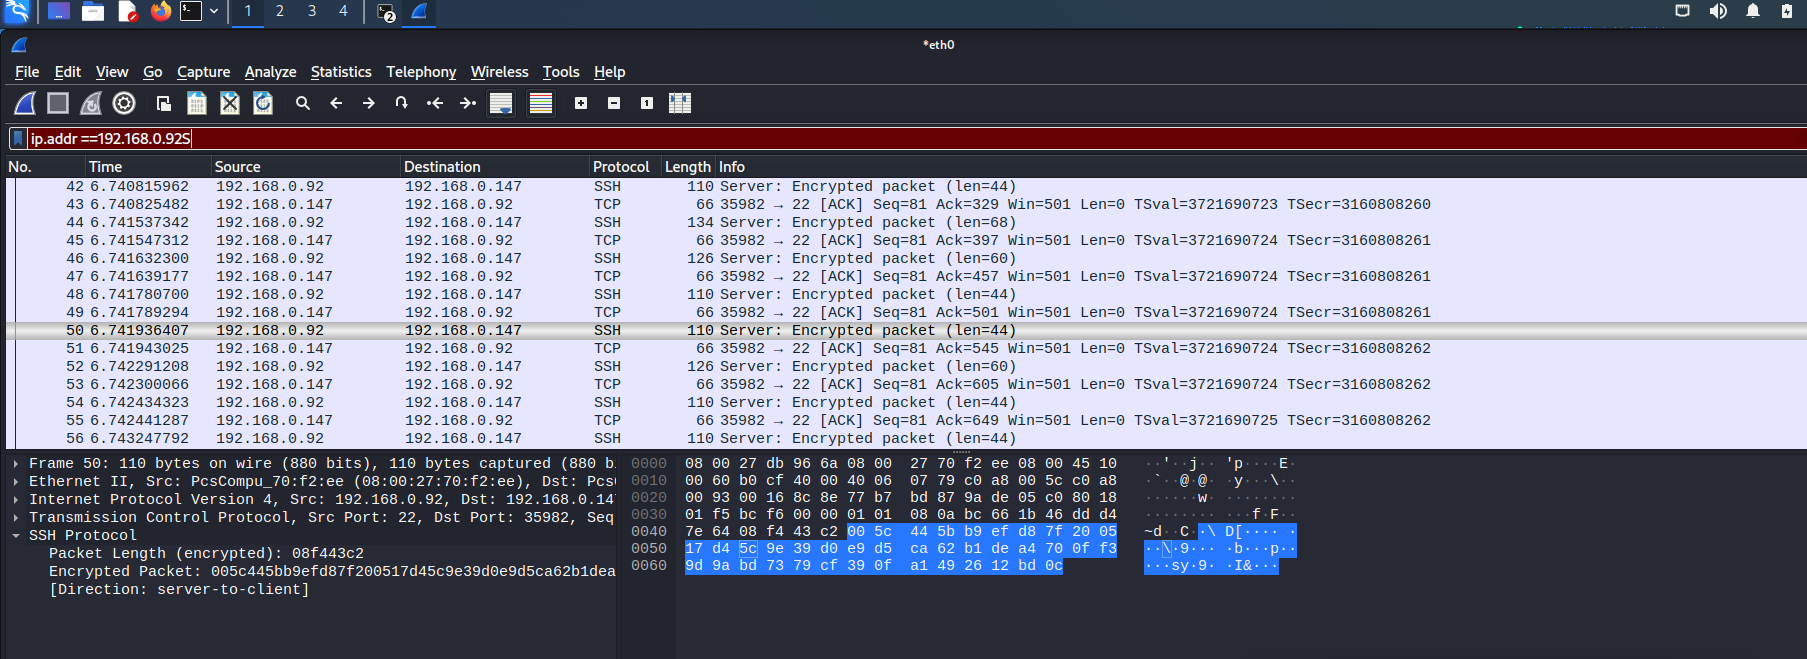 1 2 3 4 2
*eth0
File Edit View Go Capture Analyze Statistics Telephony Wireless Tools Help
ip.addr ==192.168.0.92S
No. Time Source Destination Protocol Length Info
42 6.740815962 192.168.0.92 192.168.0.147 SSH 110 Server: Encrypted packet (len=44)
43 6.740825482 192.168.0.147 192.168.0.92 TCP 66 35982 → 22 [ACK] Seq=81 Ack=329 Win=501 Len=0 TSval=3721690723 TSecr=3160808260
44 6.741537342 192.168.0.92 192.168.0.147 SSH 134 Server: Encrypted packet (len=68)
45 6.741547312 192.168.0.147 192.168.0.92 TCP 66 35982 → 22 [ACK] Seq=81 Ack=397 Win=501 Len=0 TSval=3721690724 TSecr=3160808261
46 6.741632300 192.168.0.92 192.168.0.147 SSH 126 Server: Encrypted packet (len=60)
47 6.741639177 192.168.0.147 192.168.0.92 TCP 66 35982 → 22 [ACK] Seq=81 Ack=457 Win=501 Len=0 TSval=3721690724 TSecr=3160808261
48 6.741780700 192.168.0.92 192.168.0.147 SSH 110 Server: Encrypted packet (len=44)
49 6.741789294 192.168.0.147 192.168.0.92 TCP 66 35982 → 22 [ACK] Seq=81 Ack=501 Win=501 Len=0 TSval=3721690724 TSecr=3160808261
50 6.741936407 192.168.0.92 192.168.0.147 SSH 110 Server: Encrypted packet (len=44)
51 6.741943025 192.168.0.147 192.168.0.92 TCP 66 35982 → 22 [ACK] Seq=81 Ack=545 Win=501 Len=0 TSval=3721690724 TSecr=3160808262
52 6.742291208 192.168.0.92 192.168.0.147 SSH 126 Server: Encrypted packet (len=60)
53 6.742300066 192.168.0.147 192.168.0.92 TCP 66 35982 → 22 [ACK] Seq=81 Ack=605 Win=501 Len=0 TSval=3721690724 TSecr=3160808262
54 6.742434323 192.168.0.92 192.168.0.147 SSH 110 Server: Encrypted packet (len=44)
55 6.742441287 192.168.0.147 192.168.0.92 TCP 66 35982 → 22 [ACK] Seq=81 Ack=649 Win=501 Len=0 TSval=3721690725 TSecr=3160808262
56 6.743247792 192.168.0.92 192.168.0.147 SSH 110 Server: Encrypted packet (len=44)
Frame 50: 110 bytes on wire (880 bits), 110 bytes captured (880 bi
Ethernet II, Src: PcsCompu_70:f2:ee (08:00:27:70:f2:ee), Dst: Pcs
Internet Protocol Version 4, Src: 192.168.0.92, Dst: 192.168.0.14
Transmission Control Protocol, Src Port: 22, Dst Port: 35982, Seq
SSH Protocol
Packet Length (encrypted): 08f443c2
Encrypted Packet: 005c445bb9efd87f200517d45c9e39d0e9d5ca62b1dea
[Direction: server-to-client]
0000 08 00 27 db 96 6a 08 00 27 70 f2 ee 08 00 45 10 ··'··j·· 'p····E·
0010 00 60 b0 cf 40 00 40 06 07 79 c0 a8 00 5c c0 a8 ·`··@·@· ·y···\··
0020 00 93 00 16 8c 8e 77 b7 bd 87 9a de 05 c0 80 18 ······w· ········
0030 01 f5 bc f6 00 00 01 01 08 0a bc 66 1b 46 dd d4 ········ ···f·F··
0040 7e 64 08 f4 43 c2 00 5c 44 5b b9 ef d8 7f 20 05 ~d··C··\ D[···· ·
0050 17 d4 5c 9e 39 d0 e9 d5 ca 62 b1 de a4 70 0f f3 ··\·9··· ·b···p··
0060 9d 9a bd 73 79 cf 39 0f a1 49 26 12 bd 0c ···sy·9· ·I&···